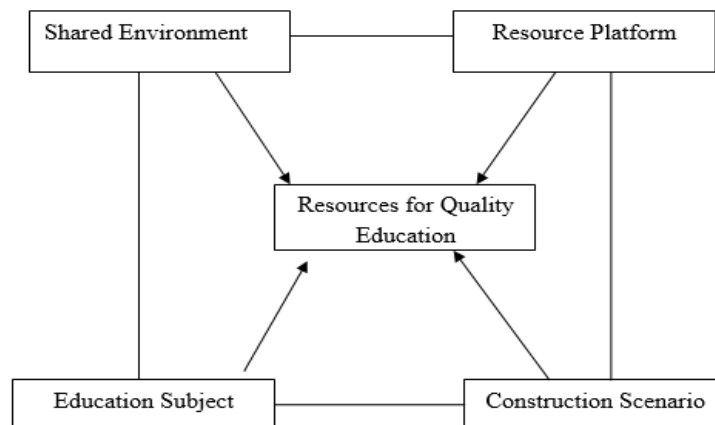 Shared Environment
Resource Platform
Resources for Quality
Education
Education Subject
Construction Scenario